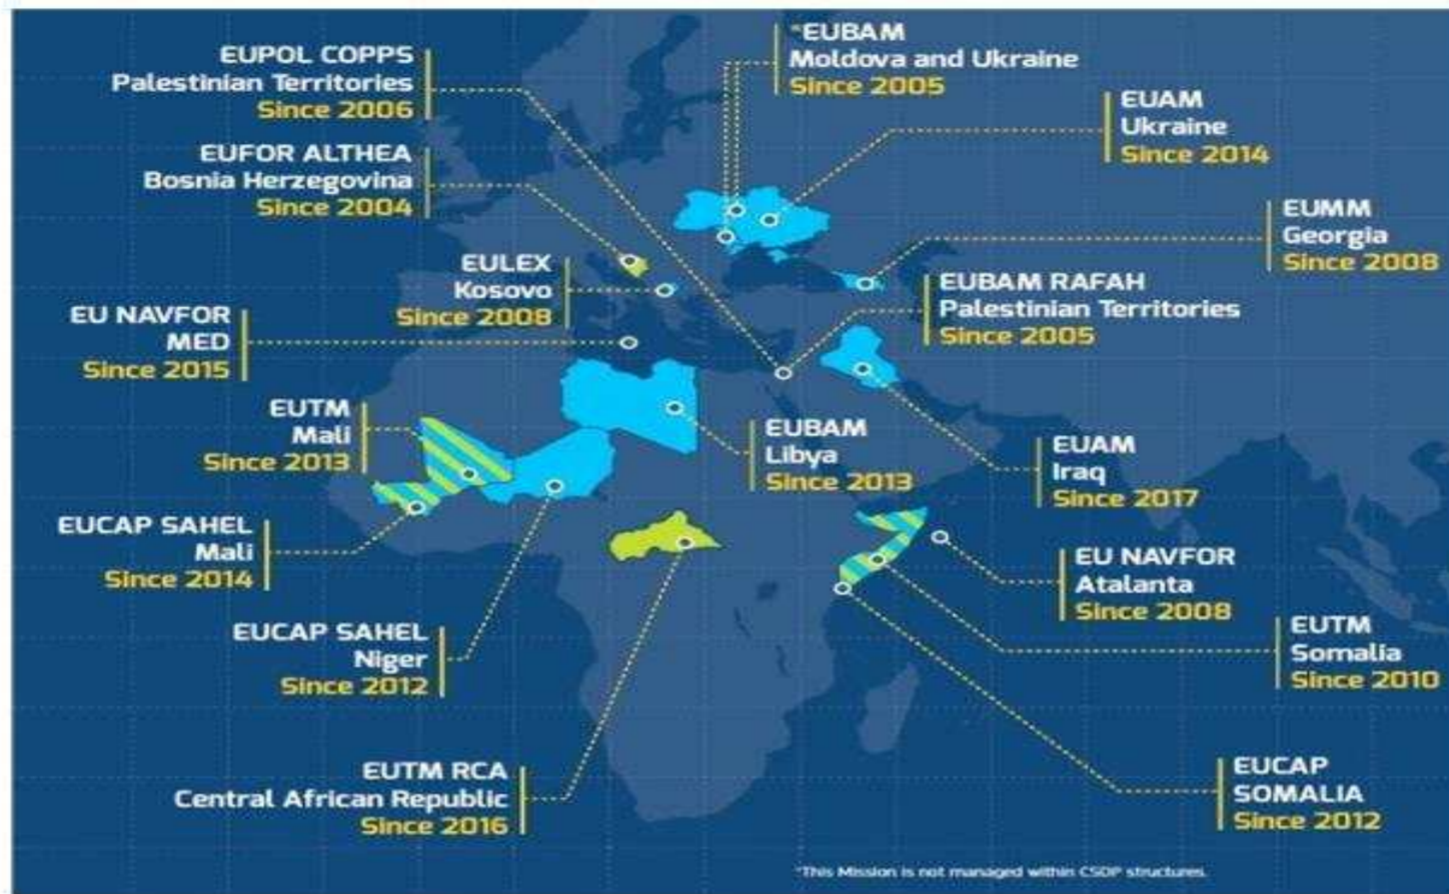 EUPOL COPPS
Palestinian Territories
Since 2006
*EUBAM
Moldova and Ukraine
Since 2005
EUAM
Ukraine
Since 2014
EUFOR ALTHEA
Bosnia Herzegovina
Since 2004
EUMM
Georgia
Since 2008
EULEX
Kosovo
Since 2008
EUBAM RAFAH
Palestinian Territories
Since 2005
EU NAVFOR
MED
Since 2015
EUTM
Mali
Since 2013
EUBAM
Libya
Since 2013
EUAM
Iraq
Since 2017
EUCAP SAHEL
Mali
Since 2014
EU NAVFOR
Atalanta
Since 2008
EUCAP SAHEL
Niger
Since 2012
EUTM
Somalia
Since 2010
EUTM RCA
Central African Republic
Since 2016
EUCAP
SOMALIA
Since 2012
*This Mission is not managed within CSDP structures.